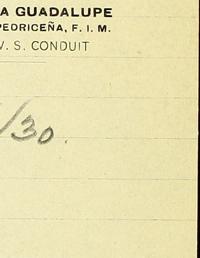 A GUADALUPE
PEDRICEÑA, F. I. M.
V. S. CONDUIT
/30.